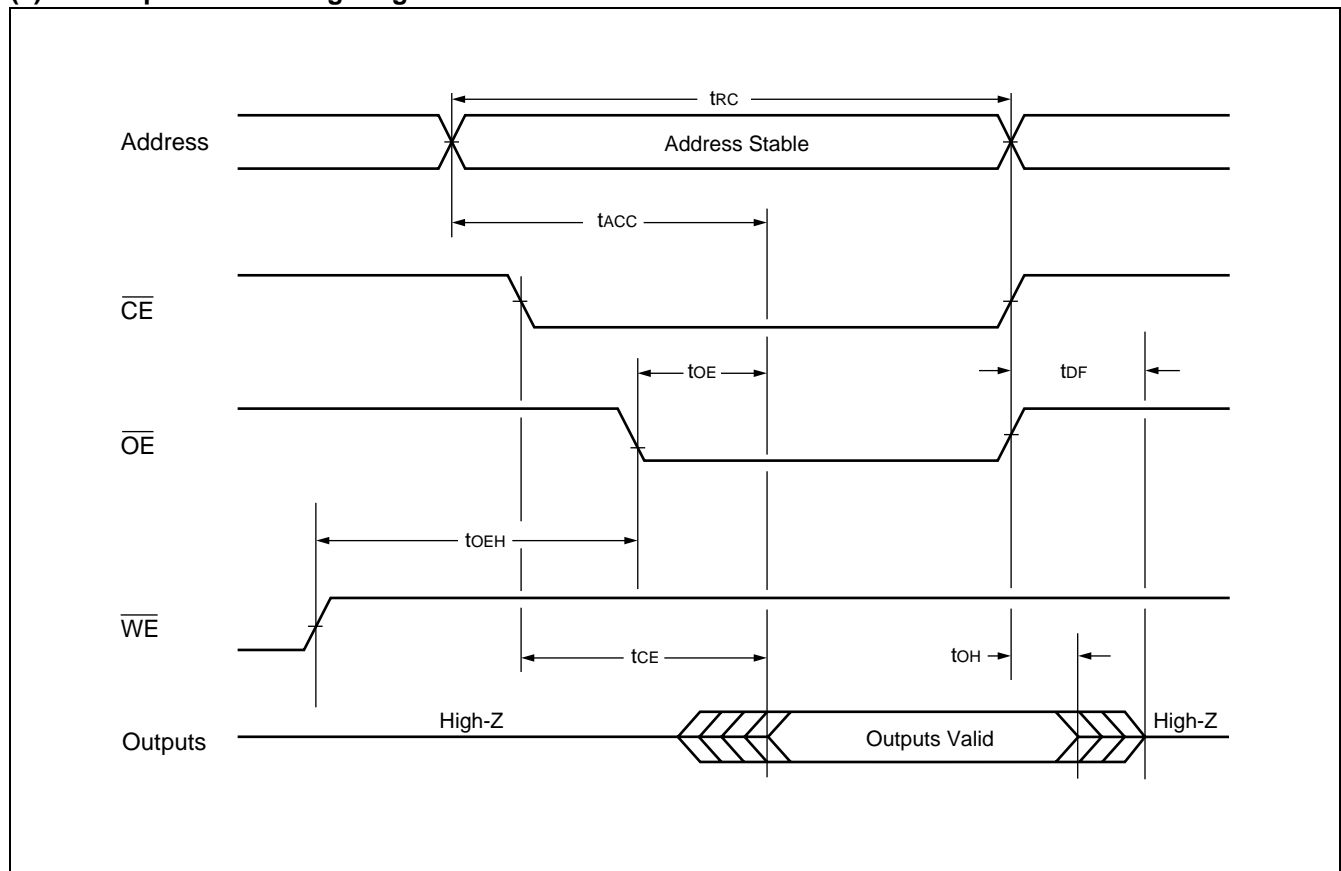 tRC
Address
Address Stable
tACC
CE
tOE
tDF
OE
tOEH
WE
tCE
tOH
High-Z
High-Z
Outputs
Outputs Valid